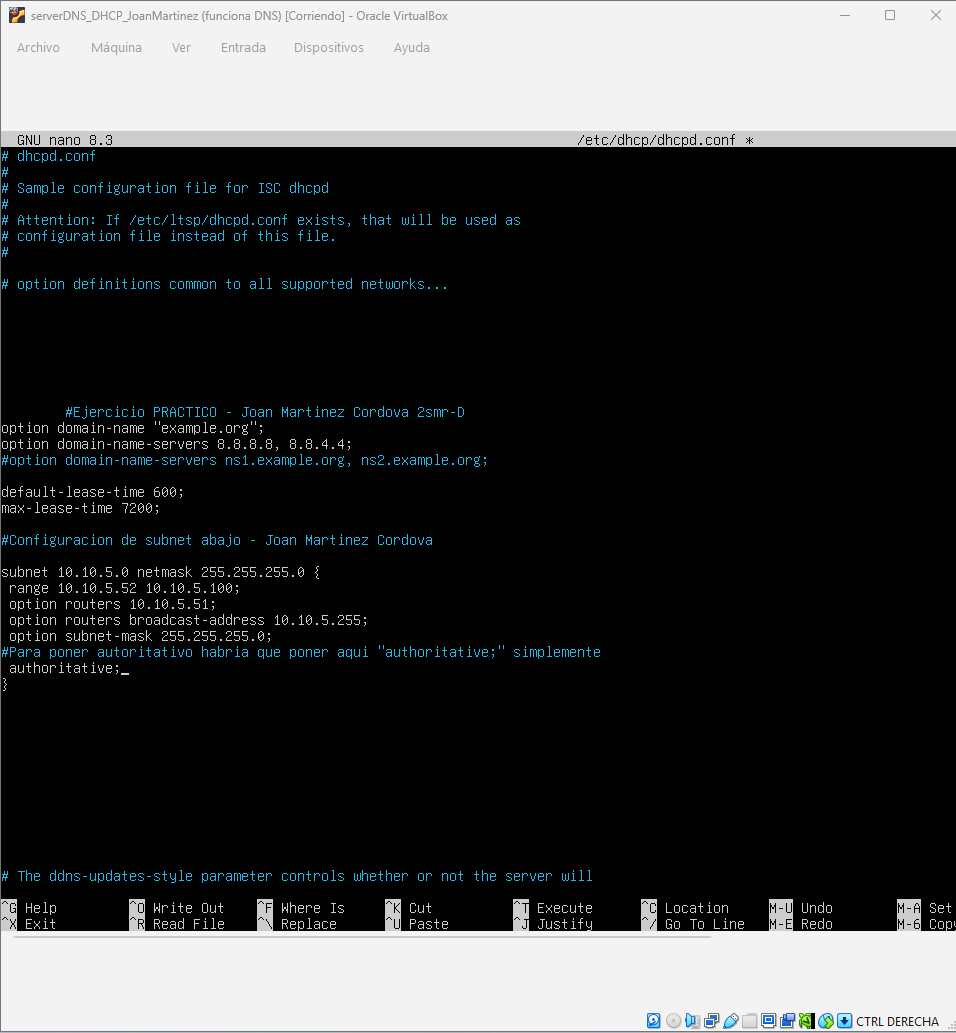 serverDNS_DHCP_JoanMartinez (funciona DNS) [Corriendo] - Oracle VirtualBox
Archivo Máquina Ver Entrada Dispositivos Ayuda
GNU nano 8.3 /etc/dhcp/dhcpd.conf *
# dhcpd.conf
#
# Sample configuration file for ISC dhcpd
#
# Attention: If /etc/ltsp/dhcpd.conf exists, that will be used as
# configuration file instead of this file.
#
# option definitions common to all supported networks...
#Ejercicio PRACTICO - Joan Martinez Cordova 2smr-D
option domain-name "example.org";
option domain-name-servers 8.8.8.8, 8.8.4.4;
#option domain-name-servers ns1.example.org, ns2.example.org;
default-lease-time 600;
max-lease-time 7200;
#Configuracion de subnet abajo - Joan Martinez Cordova
subnet 10.10.5.0 netmask 255.255.255.0 {
range 10.10.5.52 10.10.5.100;
option routers 10.10.5.51;
option routers broadcast-address 10.10.5.255;
option subnet-mask 255.255.255.0;
#Para poner autoritativo habria que poner aqui "authoritative;" simplemente
authoritative;_
}
# The ddns-updates-style parameter controls whether or not the server will
^G Help ^O Write Out ^F Where Is ^K Cut ^T Execute ^C Location M-U Undo M-A Set
^X Exit ^R Read File ^\ Replace ^U Paste ^J Justify ^/ Go To Line M-E Redo M-6 Copy
CTRL DERECHA